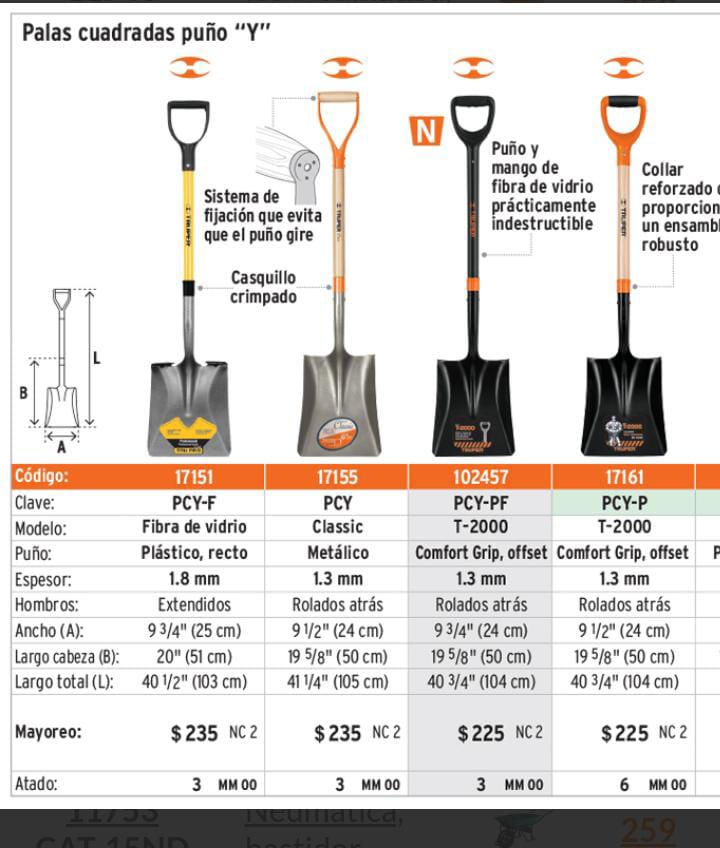 Palas cuadradas puño “Y”
N
Puño y
mango de
fibra de vidrio
prácticamente
indestructible
Collar
reforzado
proporcion
un ensambl
robusto
Sistema de
fijación que evita
que el puño gire
Casquillo
crimpado
TRUPER
TRUPER
TRUPER
L
B
A
Classic
T-2000
TRUPER
T-2000
TRUPER
Código: 17151 17155 102457 17161
Clave: PCY-F PCY PCY-PF PCY-P
Modelo: Fibra de vidrio Classic T-2000 T-2000
Puño: Plástico, recto Metálico Comfort Grip, offset Comfort Grip, offset P
Espesor: 1.8 mm 1.3 mm 1.3 mm 1.3 mm
Hombros: Extendidos Rolados atrás Rolados atrás Rolados atrás
Ancho (A): 9 3/4" (25 cm) 9 1/2" (24 cm) 9 3/4" (24 cm) 9 1/2" (24 cm)
Largo cabeza (B): 20" (51 cm) 19 5/8" (50 cm) 19 5/8" (50 cm) 19 5/8" (50 cm)
Largo total (L): 40 1/2" (103 cm) 41 1/4" (105 cm) 40 3/4" (104 cm) 40 3/4" (104 cm)
Mayoreo: $235 NC 2 $235 NC 2 $225 NC 2 $225 NC 2
Atado: 3 MM 00 3 MM 00 3 MM 00 6 MM 00
11753 Neumática,
CAT-15ND bastidor 259